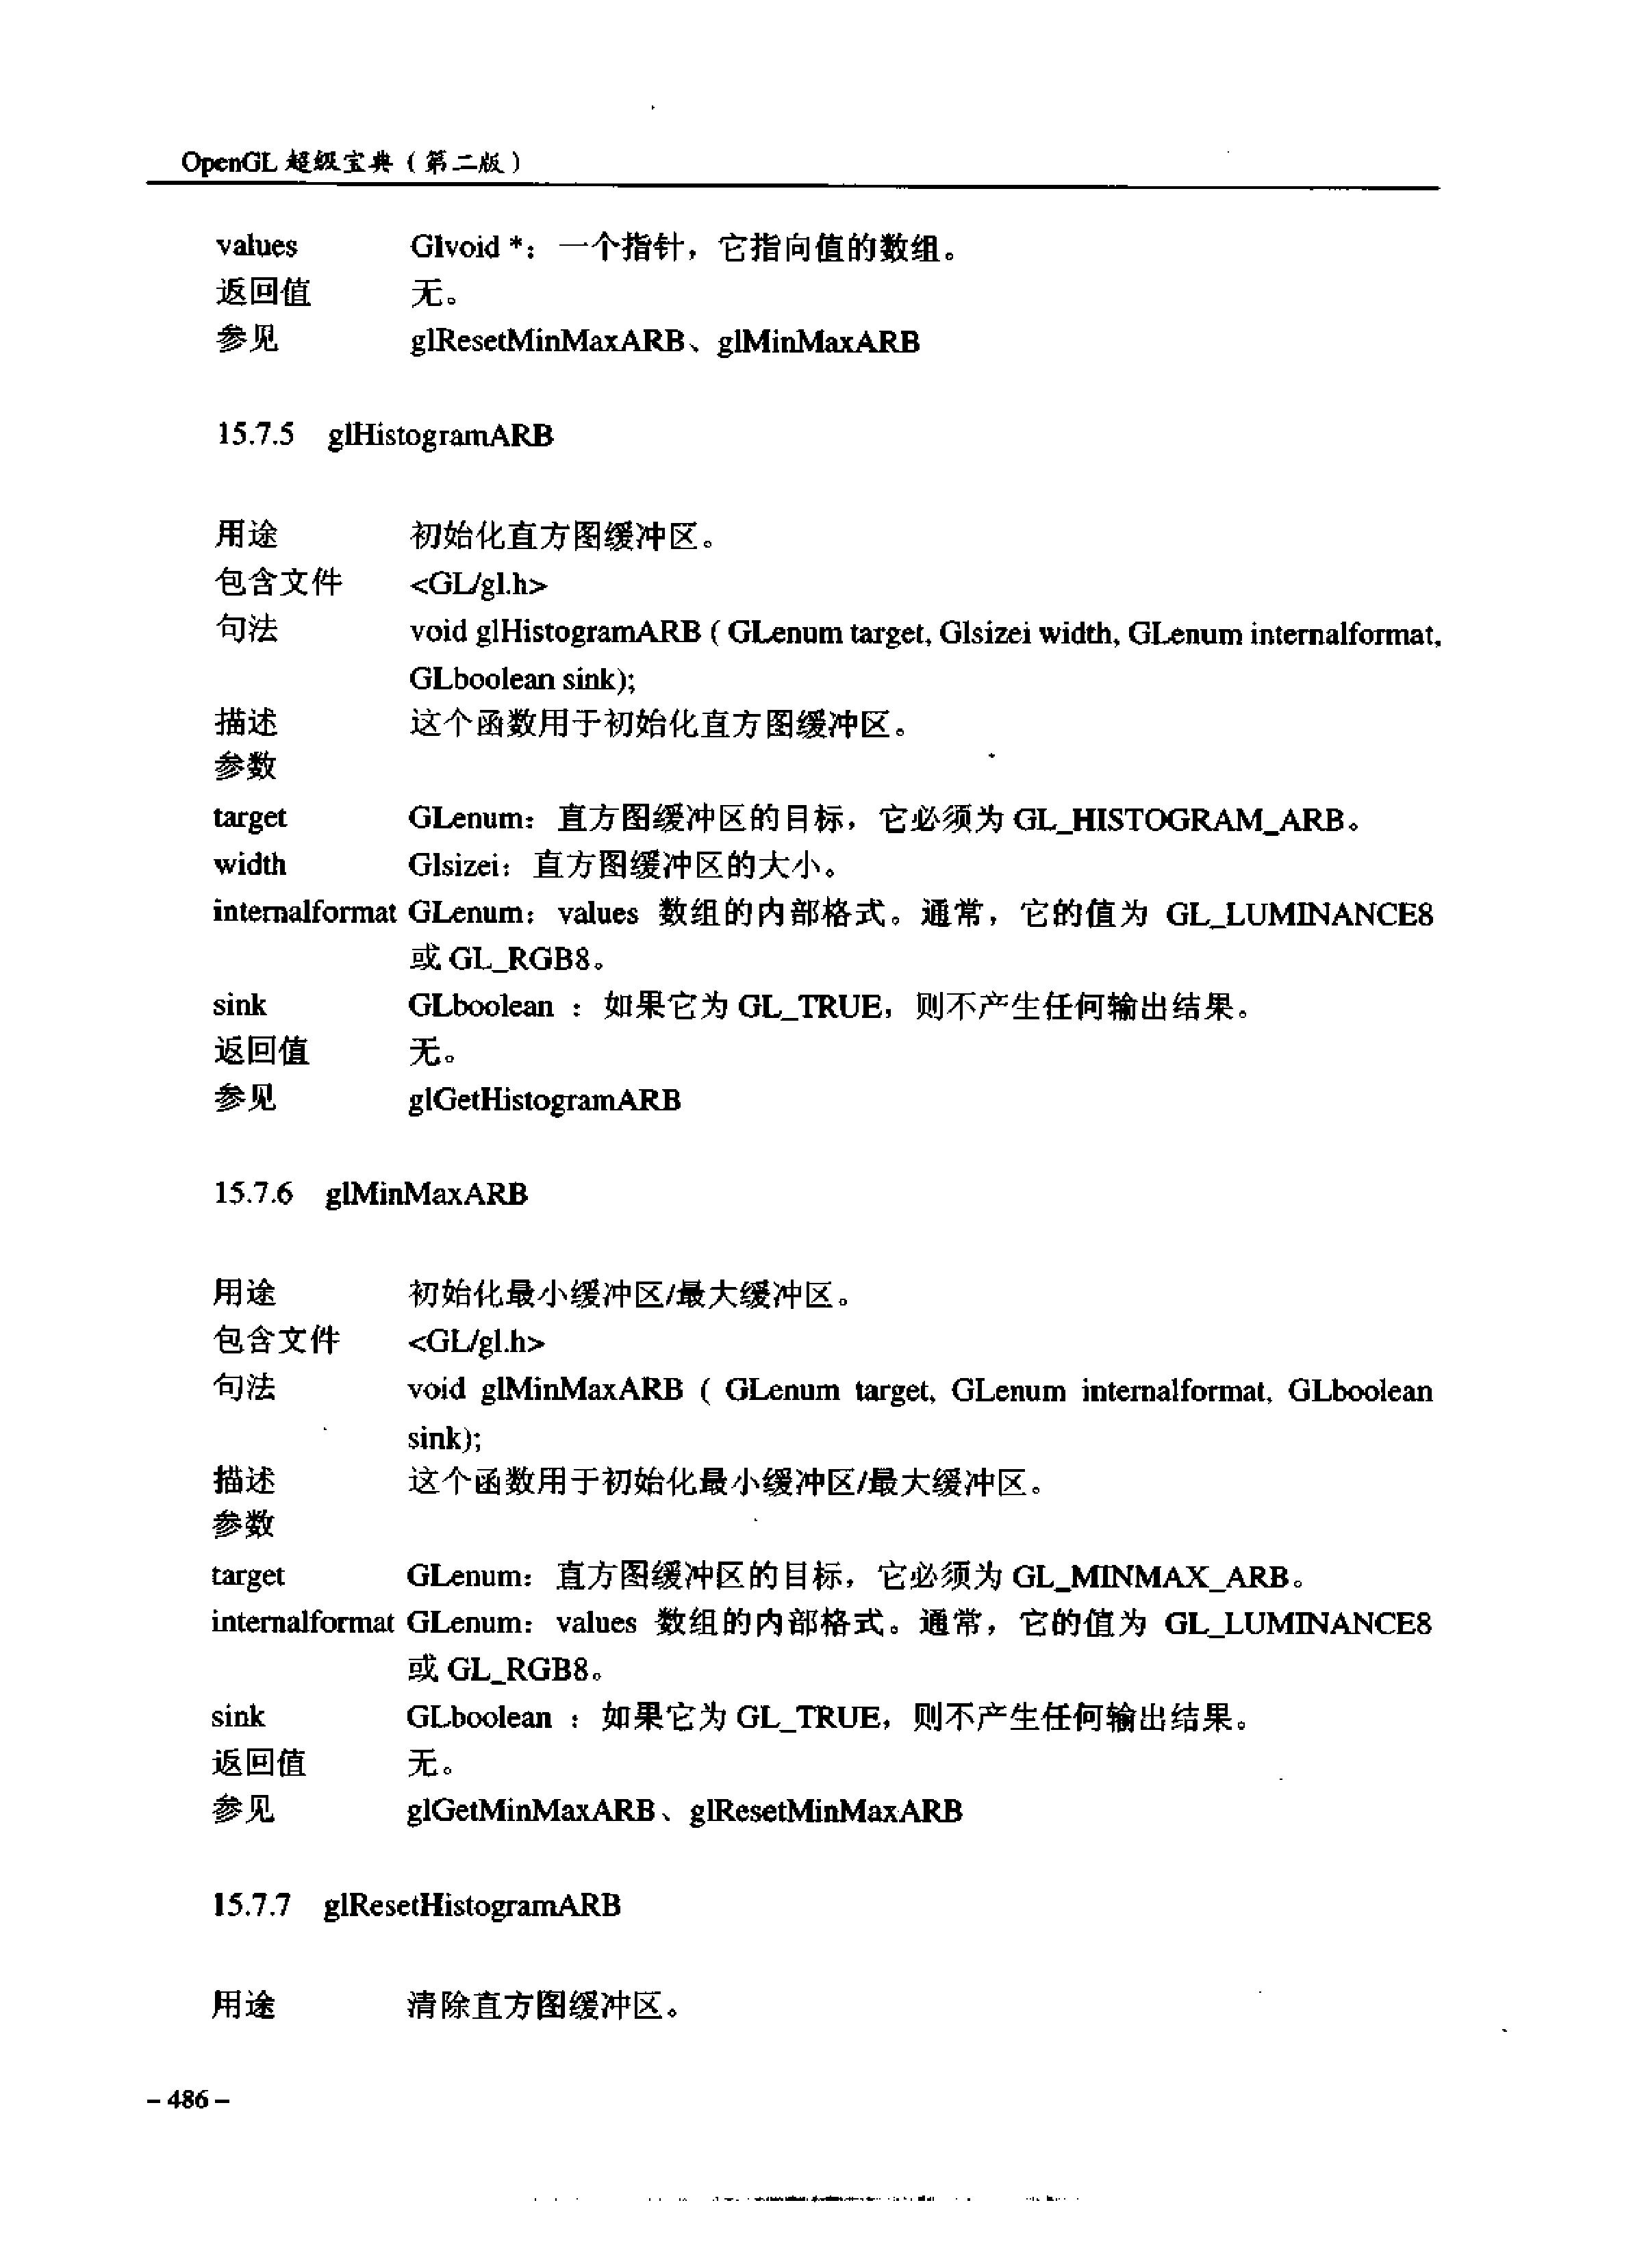 OpenGL 超级宝典（第二版）
values Glvoid *：一个指针，它指向值的数组。
返回值 无。
参见 glResetMinMaxARB、glMinMaxARB
15.7.5 glHistogramARB
用途 初始化直方图缓冲区。
包含文件 <GL/gl.h>
句法 void glHistogramARB ( GLenum target, Glsizei width, GLenum internalformat,
GLboolean sink);
描述 这个函数用于初始化直方图缓冲区。
参数
target GLenum：直方图缓冲区的目标，它必须为 GL_HISTOGRAM_ARB。
width Glsizei：直方图缓冲区的大小。
internalformat GLenum：values 数组的内部格式。通常，它的值为 GL_LUMINANCE8
或 GL_RGB8。
sink GLboolean ：如果它为 GL_TRUE，则不产生任何输出结果。
返回值 无。
参见 glGetHistogramARB
15.7.6 glMinMaxARB
用途 初始化最小缓冲区/最大缓冲区。
包含文件 <GL/gl.h>
句法 void glMinMaxARB ( GLenum target, GLenum internalformat, GLboolean
sink);
描述 这个函数用于初始化最小缓冲区/最大缓冲区。
参数
target GLenum：直方图缓冲区的目标，它必须为 GL_MINMAX_ARB。
internalformat GLenum：values 数组的内部格式。通常，它的值为 GL_LUMINANCE8
或 GL_RGB8。
sink GLboolean ：如果它为 GL_TRUE，则不产生任何输出结果。
返回值 无。
参见 glGetMinMaxARB、glResetMinMaxARB
15.7.7 glResetHistogramARB
用途 清除直方图缓冲区。
– 486 –